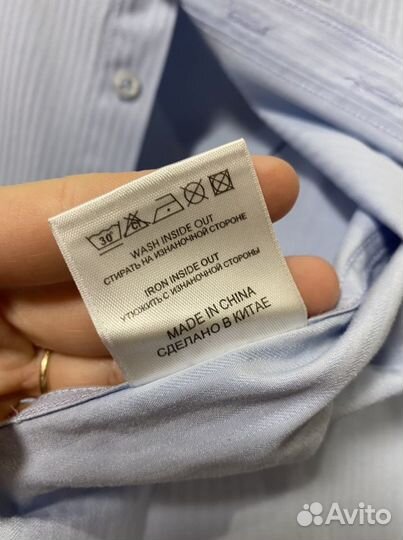 30°
CL
WASH INSIDE OUT
СТИРАТЬ НА ИЗНАНОЧНОЙ СТОРОНЕ
IRON INSIDE OUT
УТЮЖИТЬ С ИЗНАНОЧНОЙ СТОРОНЫ
MADE IN CHINA
СДЕЛАНО В КИТАЕ
Avito